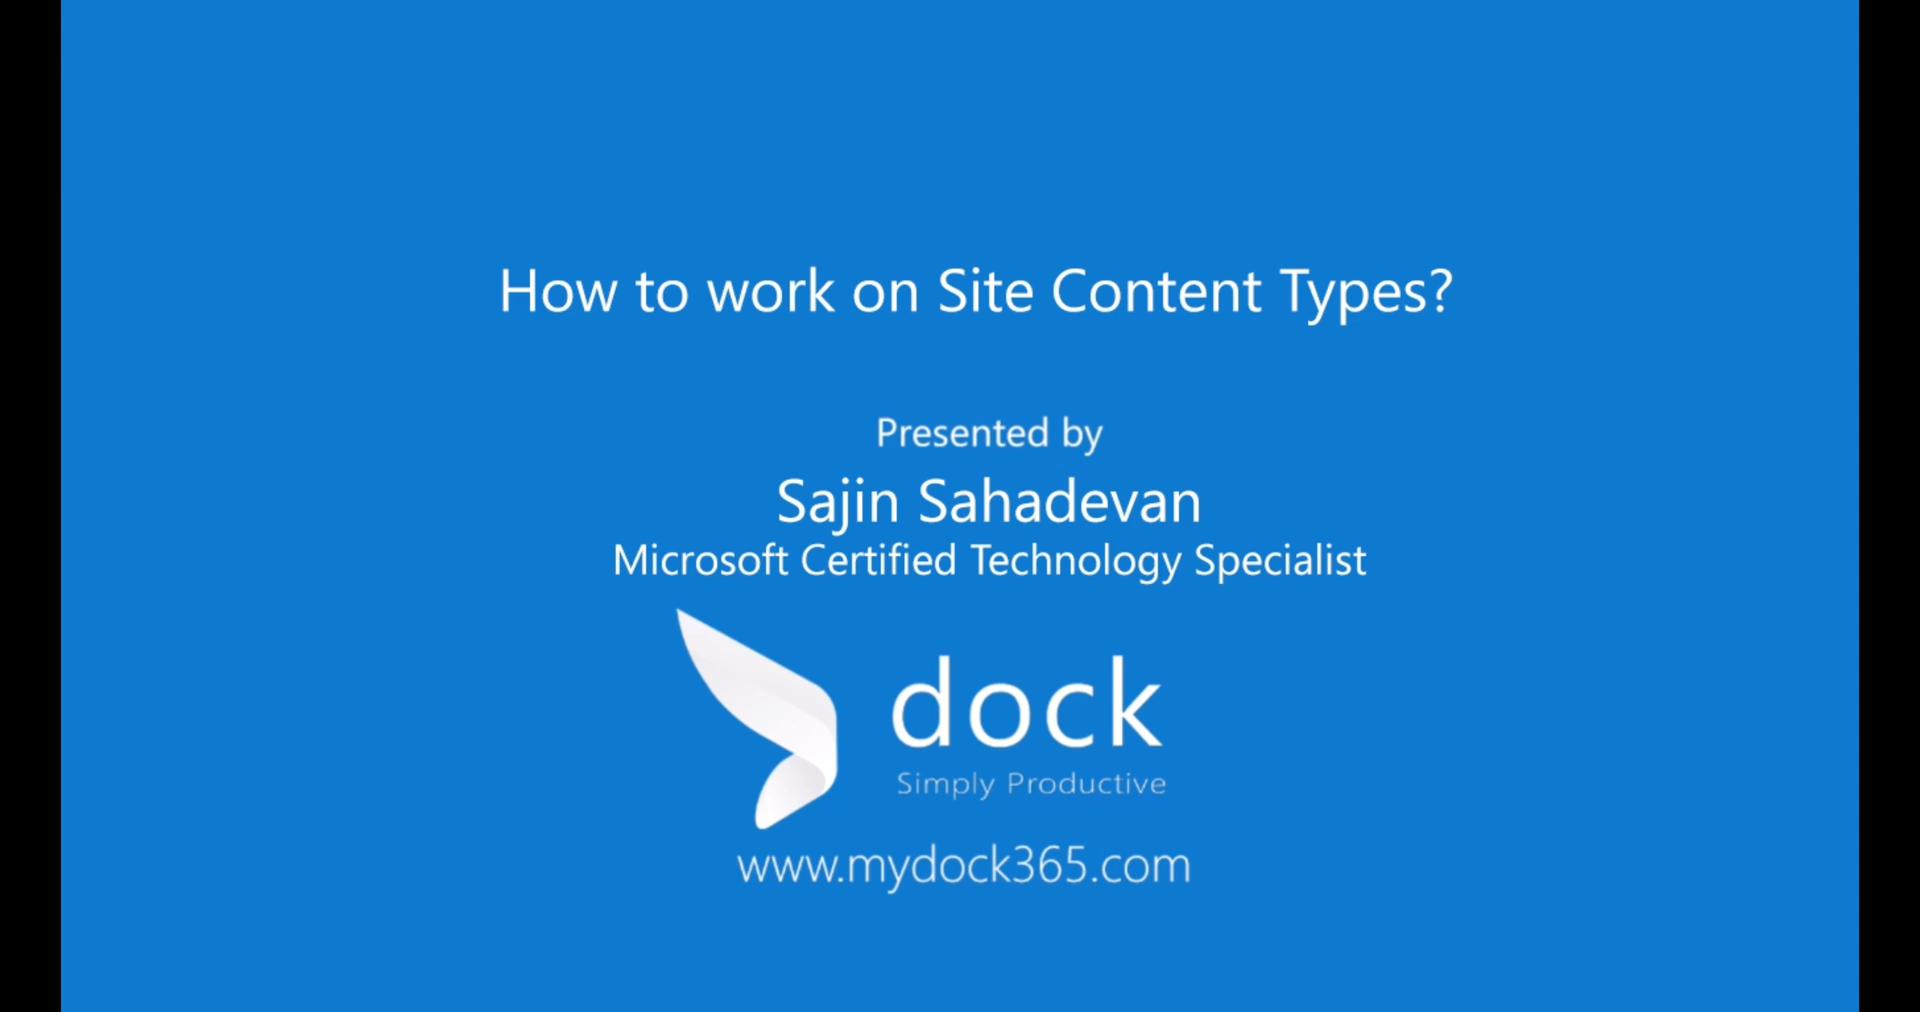 How to work on Site Content Types?
Presented by
Sajin Sahadevan
Microsoft Certified Technology Specialist
dock
Simply Productive
www.mydock365.com